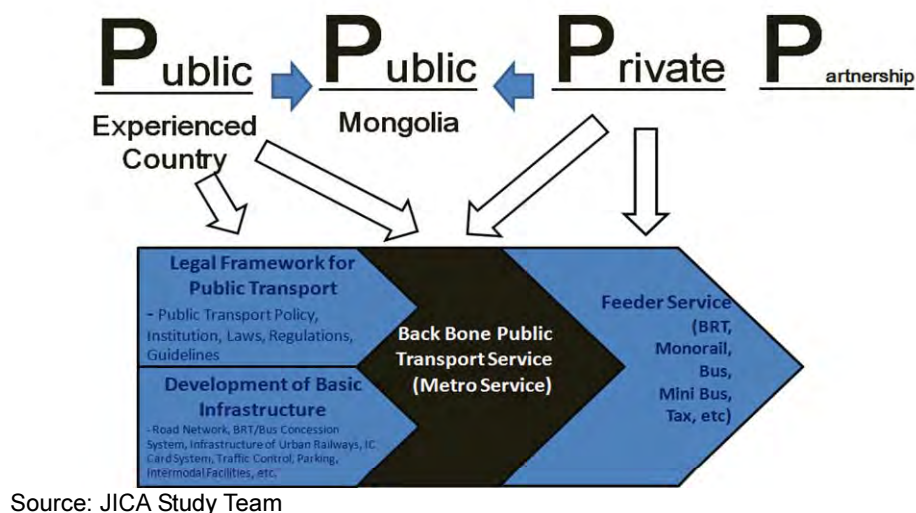 Public Public Private Partnership
Experienced
Country
Mongolia
Legal Framework for
Public Transport
- Public Transport Policy,
Institution, Laws, Regulations,
Guidelines
Development of Basic
Infrastructure
-Road Network, BRT/Bus Concession
System, Infrastructure of Urban Railways, IC
Card System, Traffic Control, Parking,
Intermodal Facilities, etc.
Back Bone Public
Transport Service
(Metro Service)
Feeder Service
(BRT,
Monorail,
Bus,
Mini Bus,
Tax, etc)
Source: JICA Study Team